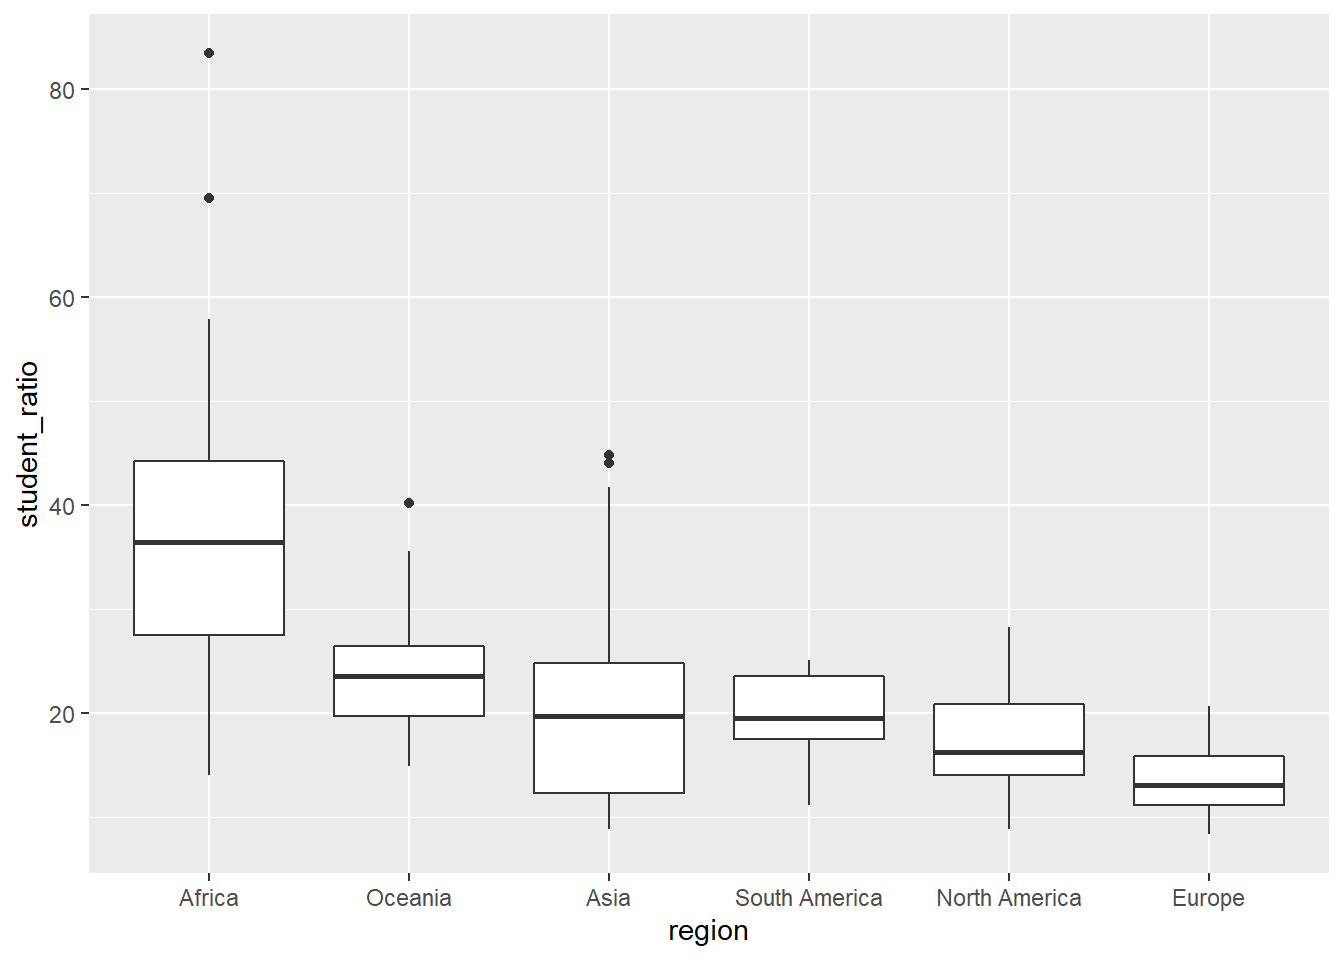 80
60
40
20
student_ratio
Africa
Oceania
Asia
South America
North America
Europe
region